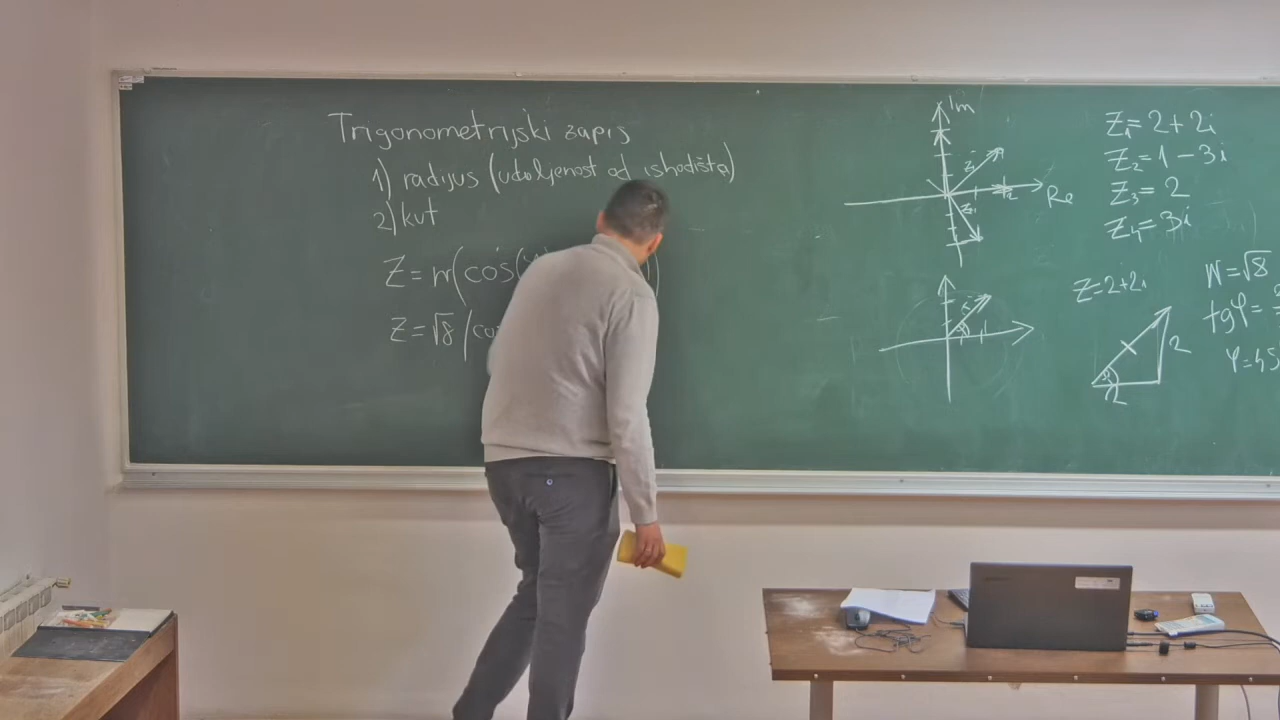 Trigonometrijski zapis
1) radijus (udaljenost od ishodišta)
2) kut
Z = r(cos(
Z = √8 (co
Im
Re
Z₁ = 2 + 2i
Z₂ = 1 - 3i
Z₃ = 2
Z₄ = 3i
Z = 2+2i
2
2
r = √8
tgφ =
φ = 45